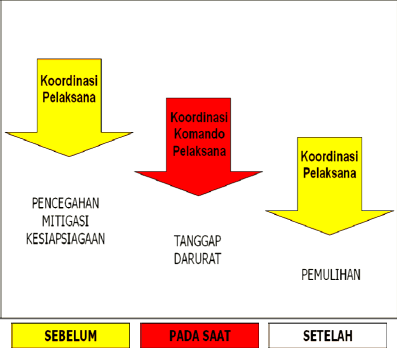 Koordinasi
Pelaksana
PENCEGAHAN
MITIGASI
KESIAPSIAGAAN
Koordinasi
Komando
Pelaksana
TANGGAP
DARURAT
Koordinasi
Pelaksana
PEMULIHAN
SEBELUM
PADA SAAT
SETELAH